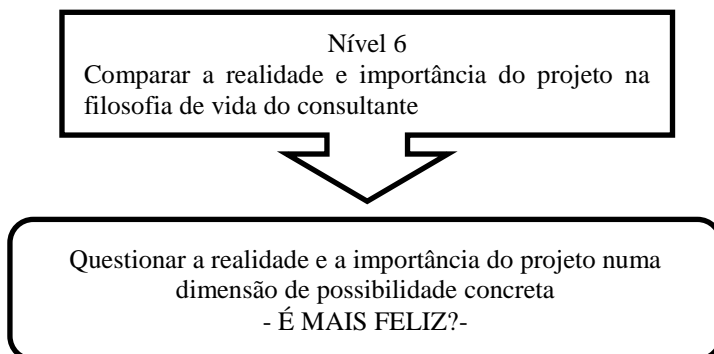 Nível 6
Comparar a realidade e importância do projeto na
filosofia de vida do consultante
Questionar a realidade e a importância do projeto numa
dimensão de possibilidade concreta
- É MAIS FELIZ?-